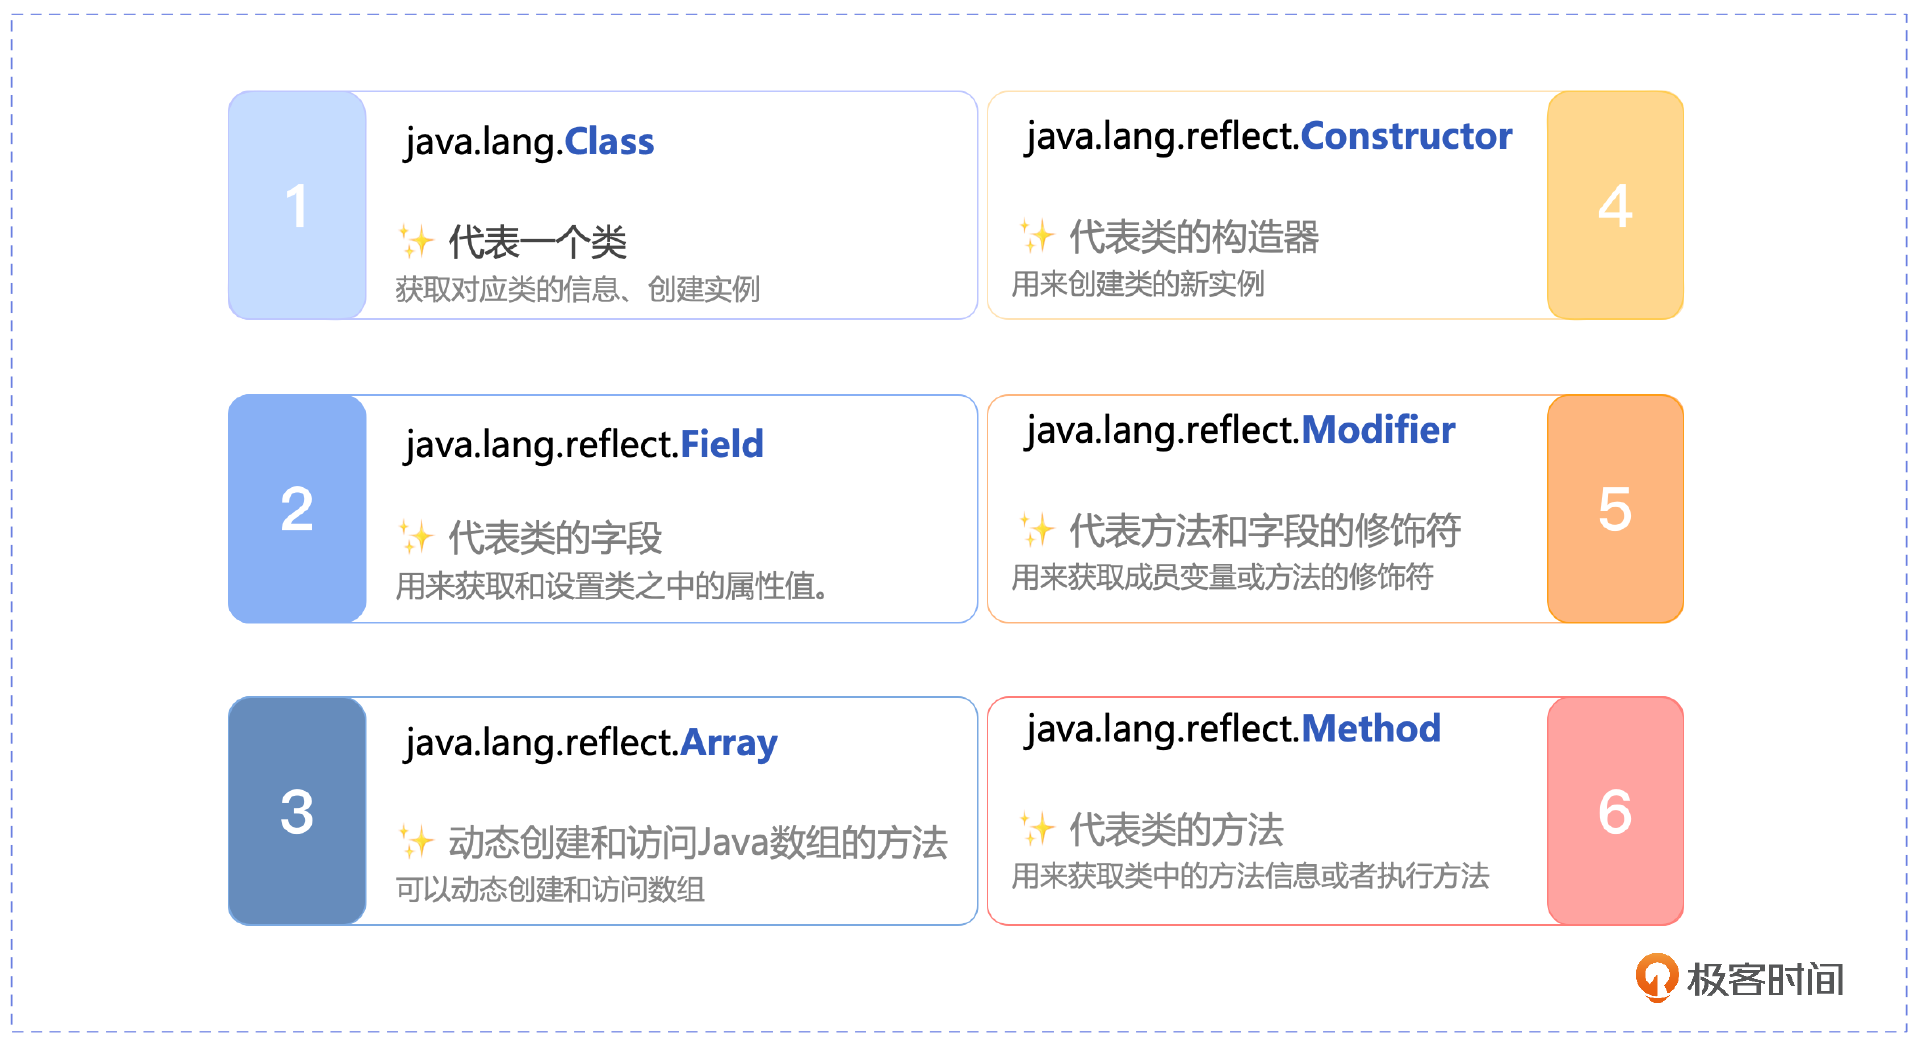 1
java.lang.Class
✨ 代表一个类
获取对应类的信息、创建实例
2
java.lang.reflect.Field
✨ 代表类的字段
用来获取和设置类之中的属性值。
3
java.lang.reflect.Array
✨ 动态创建和访问Java数组的方法
可以动态创建和访问数组
java.lang.reflect.Constructor
✨ 代表类的构造器
用来创建类的新实例
4
java.lang.reflect.Modifier
✨ 代表方法和字段的修饰符
用来获取成员变量或方法的修饰符
5
java.lang.reflect.Method
✨ 代表类的方法
用来获取类中的方法信息或者执行方法
6
极客时间